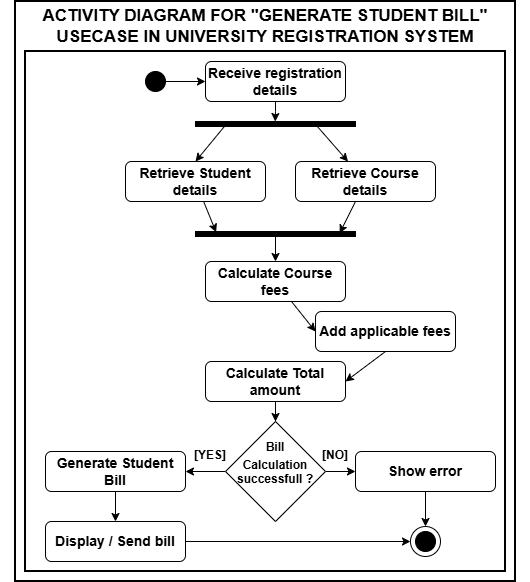 ACTIVITY DIAGRAM FOR "GENERATE STUDENT BILL"
USECASE IN UNIVERSITY REGISTRATION SYSTEM
Receive registration
details
Retrieve Student
details
Retrieve Course
details
Calculate Course
fees
Add applicable fees
Calculate Total
amount
Bill
Calculation
successfull ?
[YES]
[NO]
Generate Student
Bill
Show error
Display / Send bill